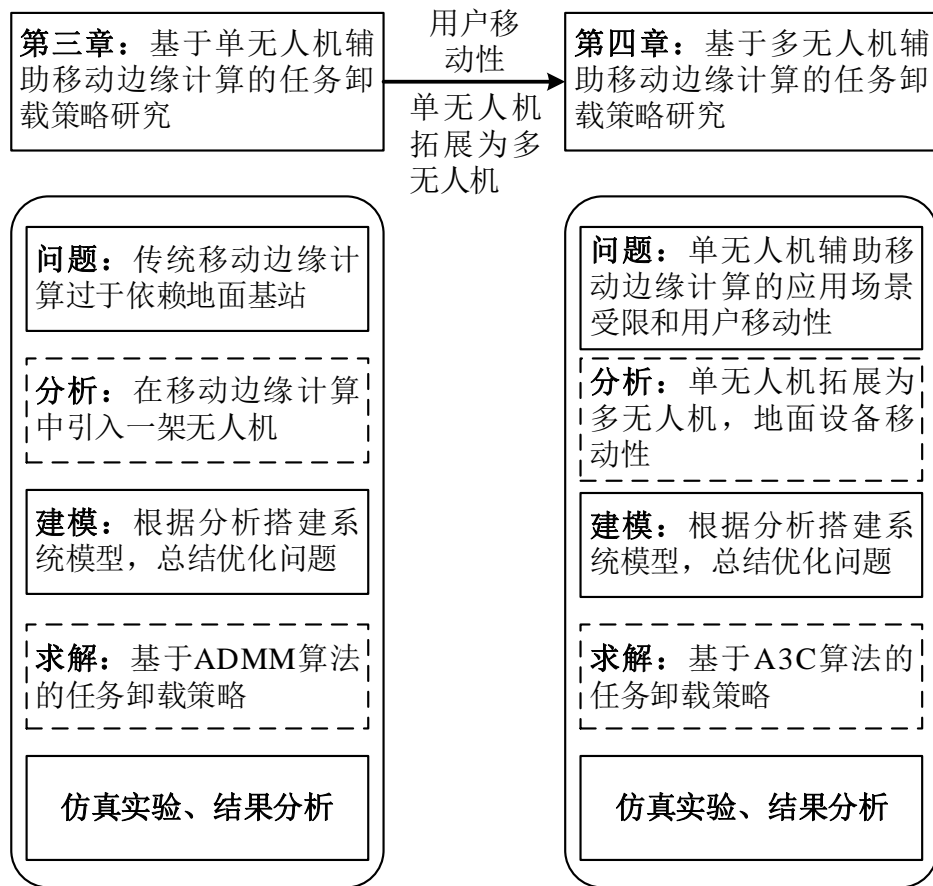 第三章：基于单无人机辅
助移动边缘计算的任务卸
载策略研究
用户移
动性
单无人机
拓展为多
无人机
第四章：基于多无人机辅
助移动边缘计算的任务卸
载策略研究
问题：传统移动边缘计
算过于依赖地面基站
分析：在移动边缘计算
中引入一架无人机
建模：根据分析搭建系
统模型，总结优化问题
求解：基于ADMM算法
的任务卸载策略
仿真实验、结果分析
问题：单无人机辅助移
动边缘计算的应用场景
受限和用户移动性
分析：单无人机拓展为
多无人机，地面设备移
动性
建模：根据分析搭建系
统模型，总结优化问题
求解：基于A3C算法的
任务卸载策略
仿真实验、结果分析